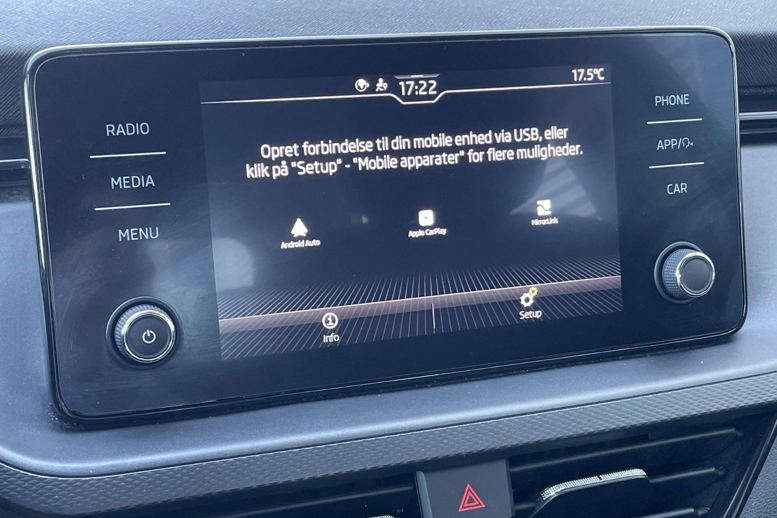 17:22
17.5°C
RADIO
MEDIA
MENU
Opret forbindelse til din mobile enhed via USB, eller
klik på "Setup" - "Mobile apparater" for flere muligheder.
Android Auto
Apple CarPlay
MirrorLink
Info
Setup
PHONE
APP/
CAR